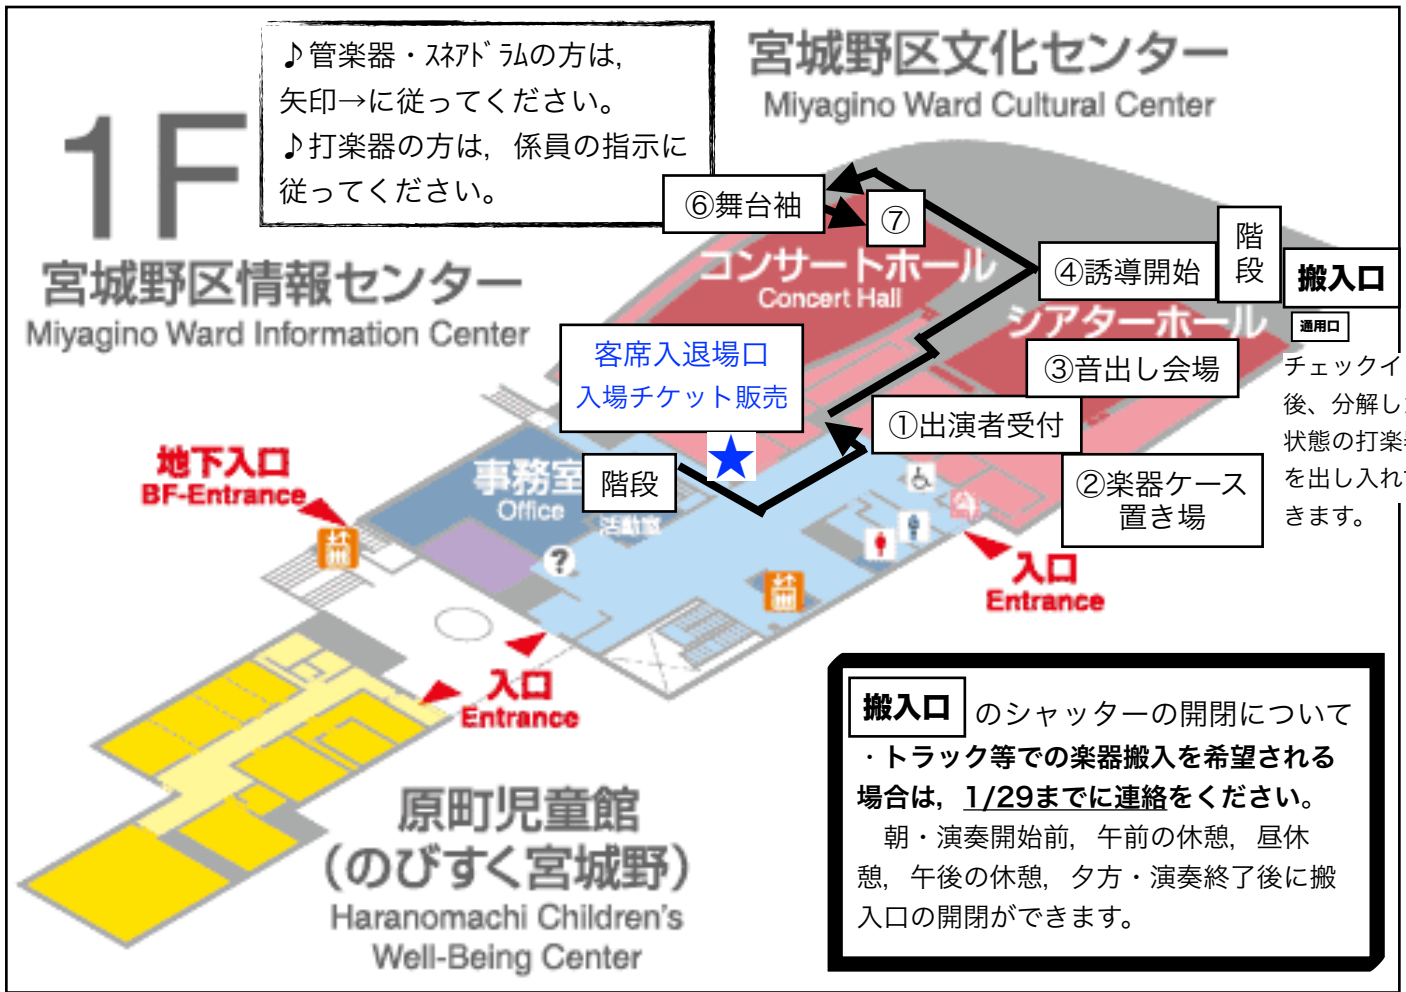 ♪管楽器・ｽﾈｱﾄﾞﾗﾑの方は,
矢印→に従ってください。
♪打楽器の方は, 係員の指示に
従ってください。
宮城野区文化センター
Miyagino Ward Cultural Center
1F
宮城野区情報センター
Miyagino Ward Information Center
⑥舞台袖
⑦
コンサートホール
Concert Hall
④誘導開始
階段
搬入口
通用口
シアターホール
③音出し会場
チェックイ
後、分解し
状態の打楽
を出し入れ
きます。
客席入退場口
入場チケット販売
①出演者受付
②楽器ケース
置き場
階段
事務室
Office
活動室
地下入口
BF-Entrance
?
入口
Entrance
入口
Entrance
原町児童館
(のびすく宮城野)
Haranomachi Children's
Well-Being Center
搬入口 のシャッターの開閉について
・トラック等での楽器搬入を希望される
場合は, 1/29までに連絡をください。
朝・演奏開始前, 午前の休憩, 昼休
憩, 午後の休憩, 夕方・演奏終了後に搬
入口の開閉ができます。